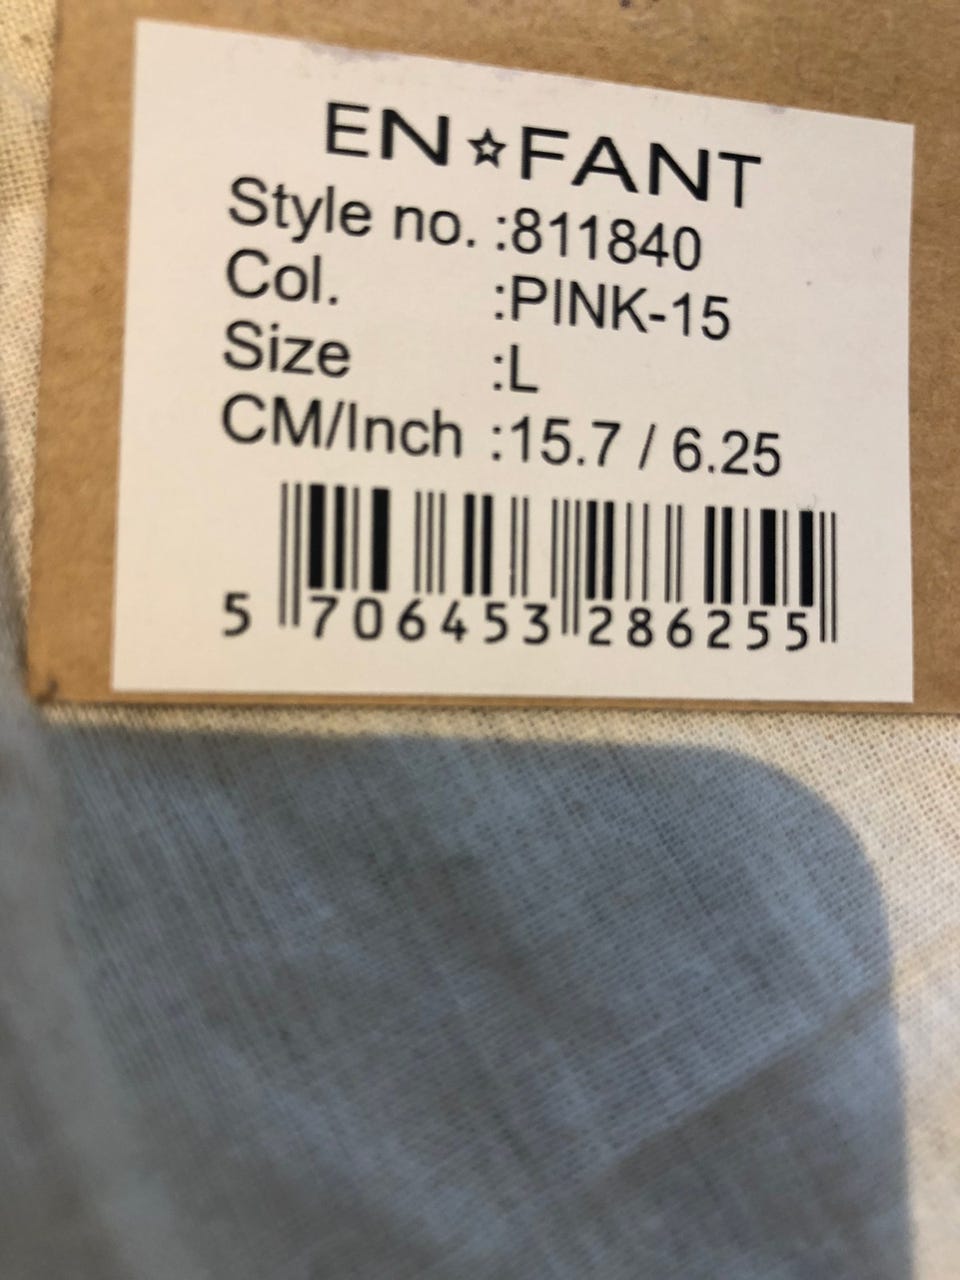 EN☆FANT
Style no. :811840
Col. :PINK-15
Size :L
CM/Inch :15.7 / 6.25
5 706453 286255